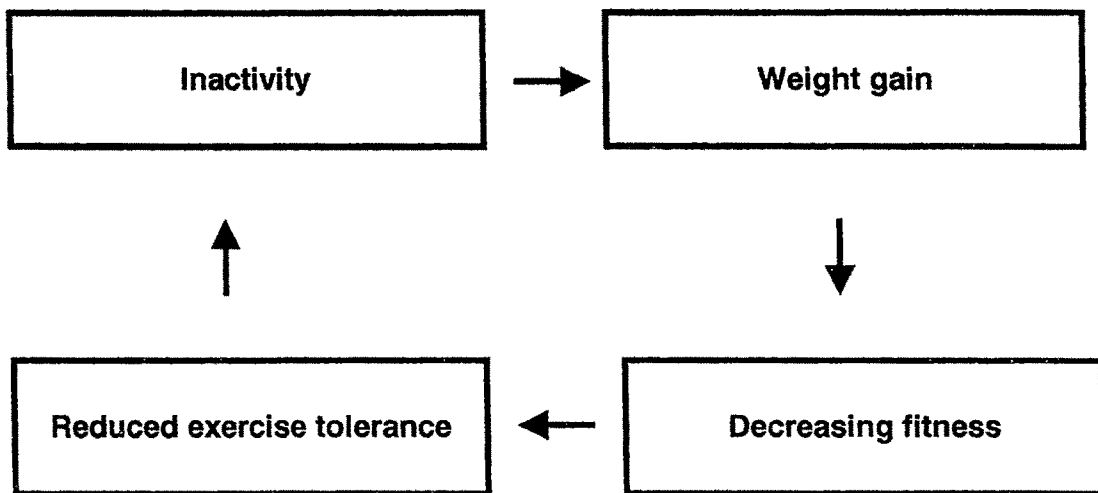 Inactivity
Weight gain
Reduced exercise tolerance
Decreasing fitness